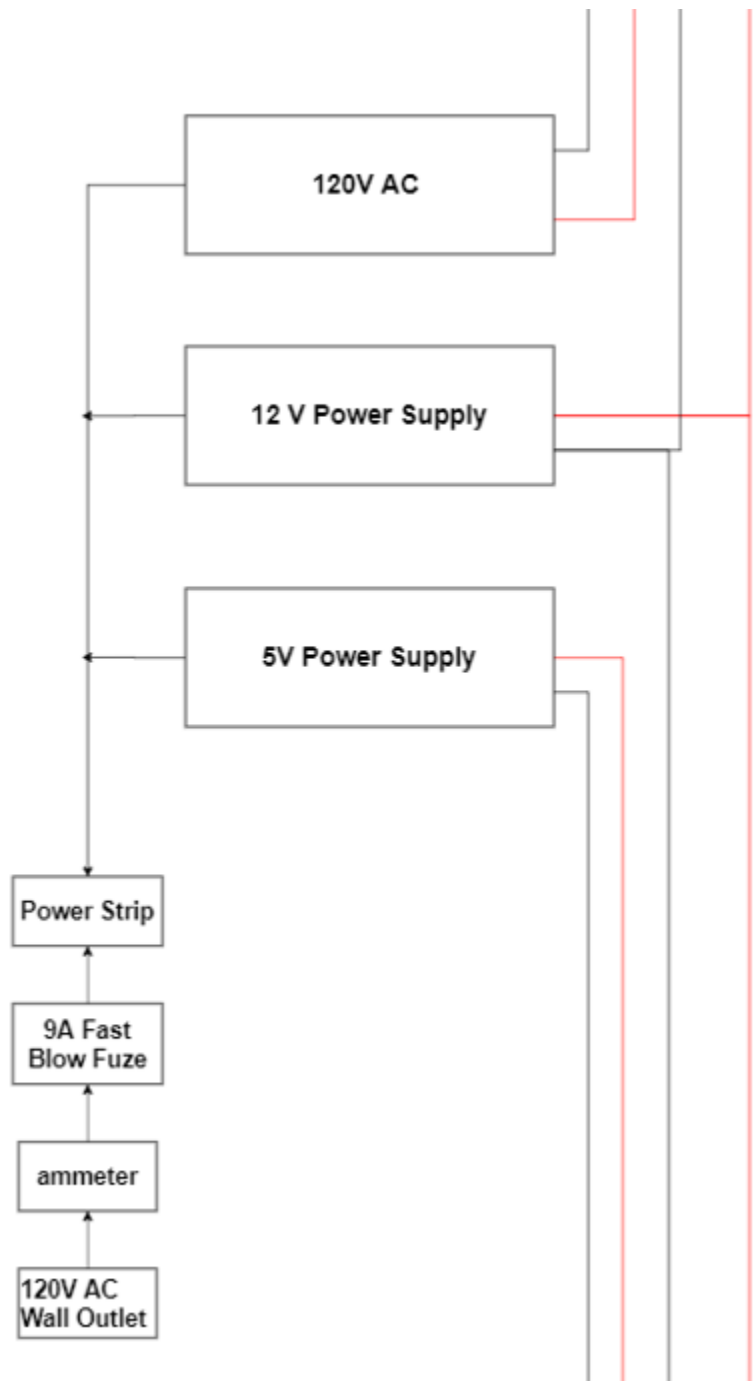 120V AC
12 V Power Supply
5V Power Supply
Power Strip
9A Fast
Blow Fuze
ammeter
120V AC
Wall Outlet